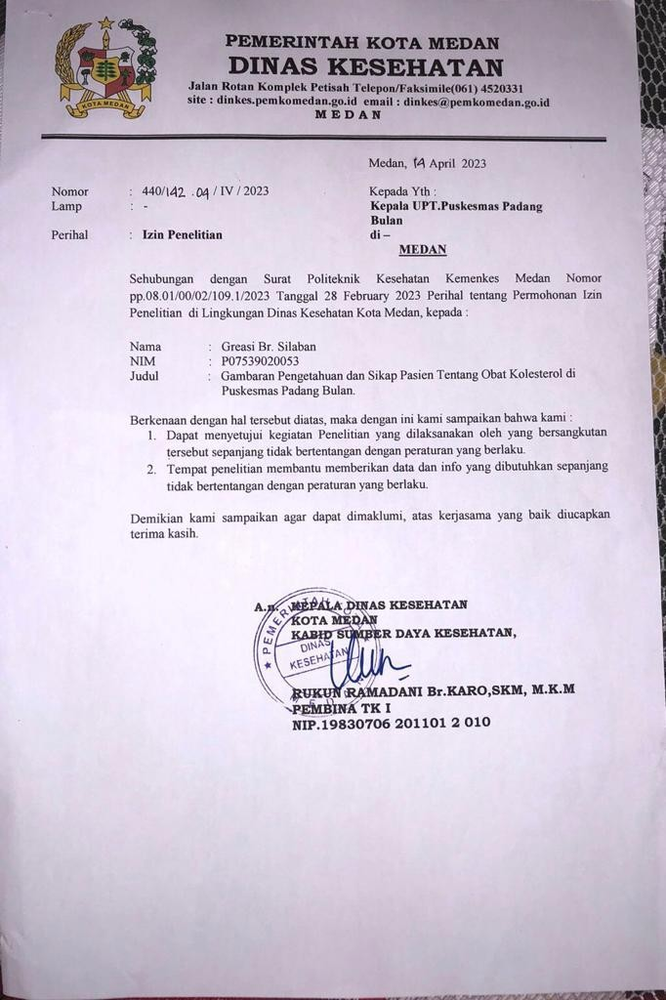 KOTA MEDAN
PEMERINTAH KOTA MEDAN
DINAS KESEHATAN
Jalan Rotan Komplek Petisah Telepon/Faksimile(061) 4520331
site : dinkes.pemkomedan.go.id email : dinkes@pemkomedan.go.id
M E D A N
Medan, 14 April 2023
Nomor : 440/142 .04 / IV / 2023
Lamp : -
Perihal : Izin Penelitian
Kepada Yth :
Kepala UPT.Puskesmas Padang
Bulan
di –
MEDAN
Sehubungan dengan Surat Politeknik Kesehatan Kemenkes Medan Nomor
pp.08.01/00/02/109.1/2023 Tanggal 28 February 2023 Perihal tentang Permohonan Izin
Penelitian di Lingkungan Dinas Kesehatan Kota Medan, kepada :
Nama : Greasi Br. Silaban
NIM : P07539020053
Judul : Gambaran Pengetahuan dan Sikap Pasien Tentang Obat Kolesterol di
Puskesmas Padang Bulan.
Berkenaan dengan hal tersebut diatas, maka dengan ini kami sampaikan bahwa kami :
1. Dapat menyetujui kegiatan Penelitian yang dilaksanakan oleh yang bersangkutan
tersebut sepanjang tidak bertentangan dengan peraturan yang berlaku.
2. Tempat penelitian membantu memberikan data dan info yang dibutuhkan sepanjang
tidak bertentangan dengan peraturan yang berlaku.
Demikian kami sampaikan agar dapat dimaklumi, atas kerjasama yang baik diucapkan
terima kasih.
A.n. KEPALA DINAS KESEHATAN
KOTA MEDAN
KABID SUMBER DAYA KESEHATAN,
PEMERINTAH
DINAS
KESEHATAN
RUKUN RAMADANI Br.KARO,SKM, M.K.M
PEMBINA TK I
NIP.19830706 201101 2 010